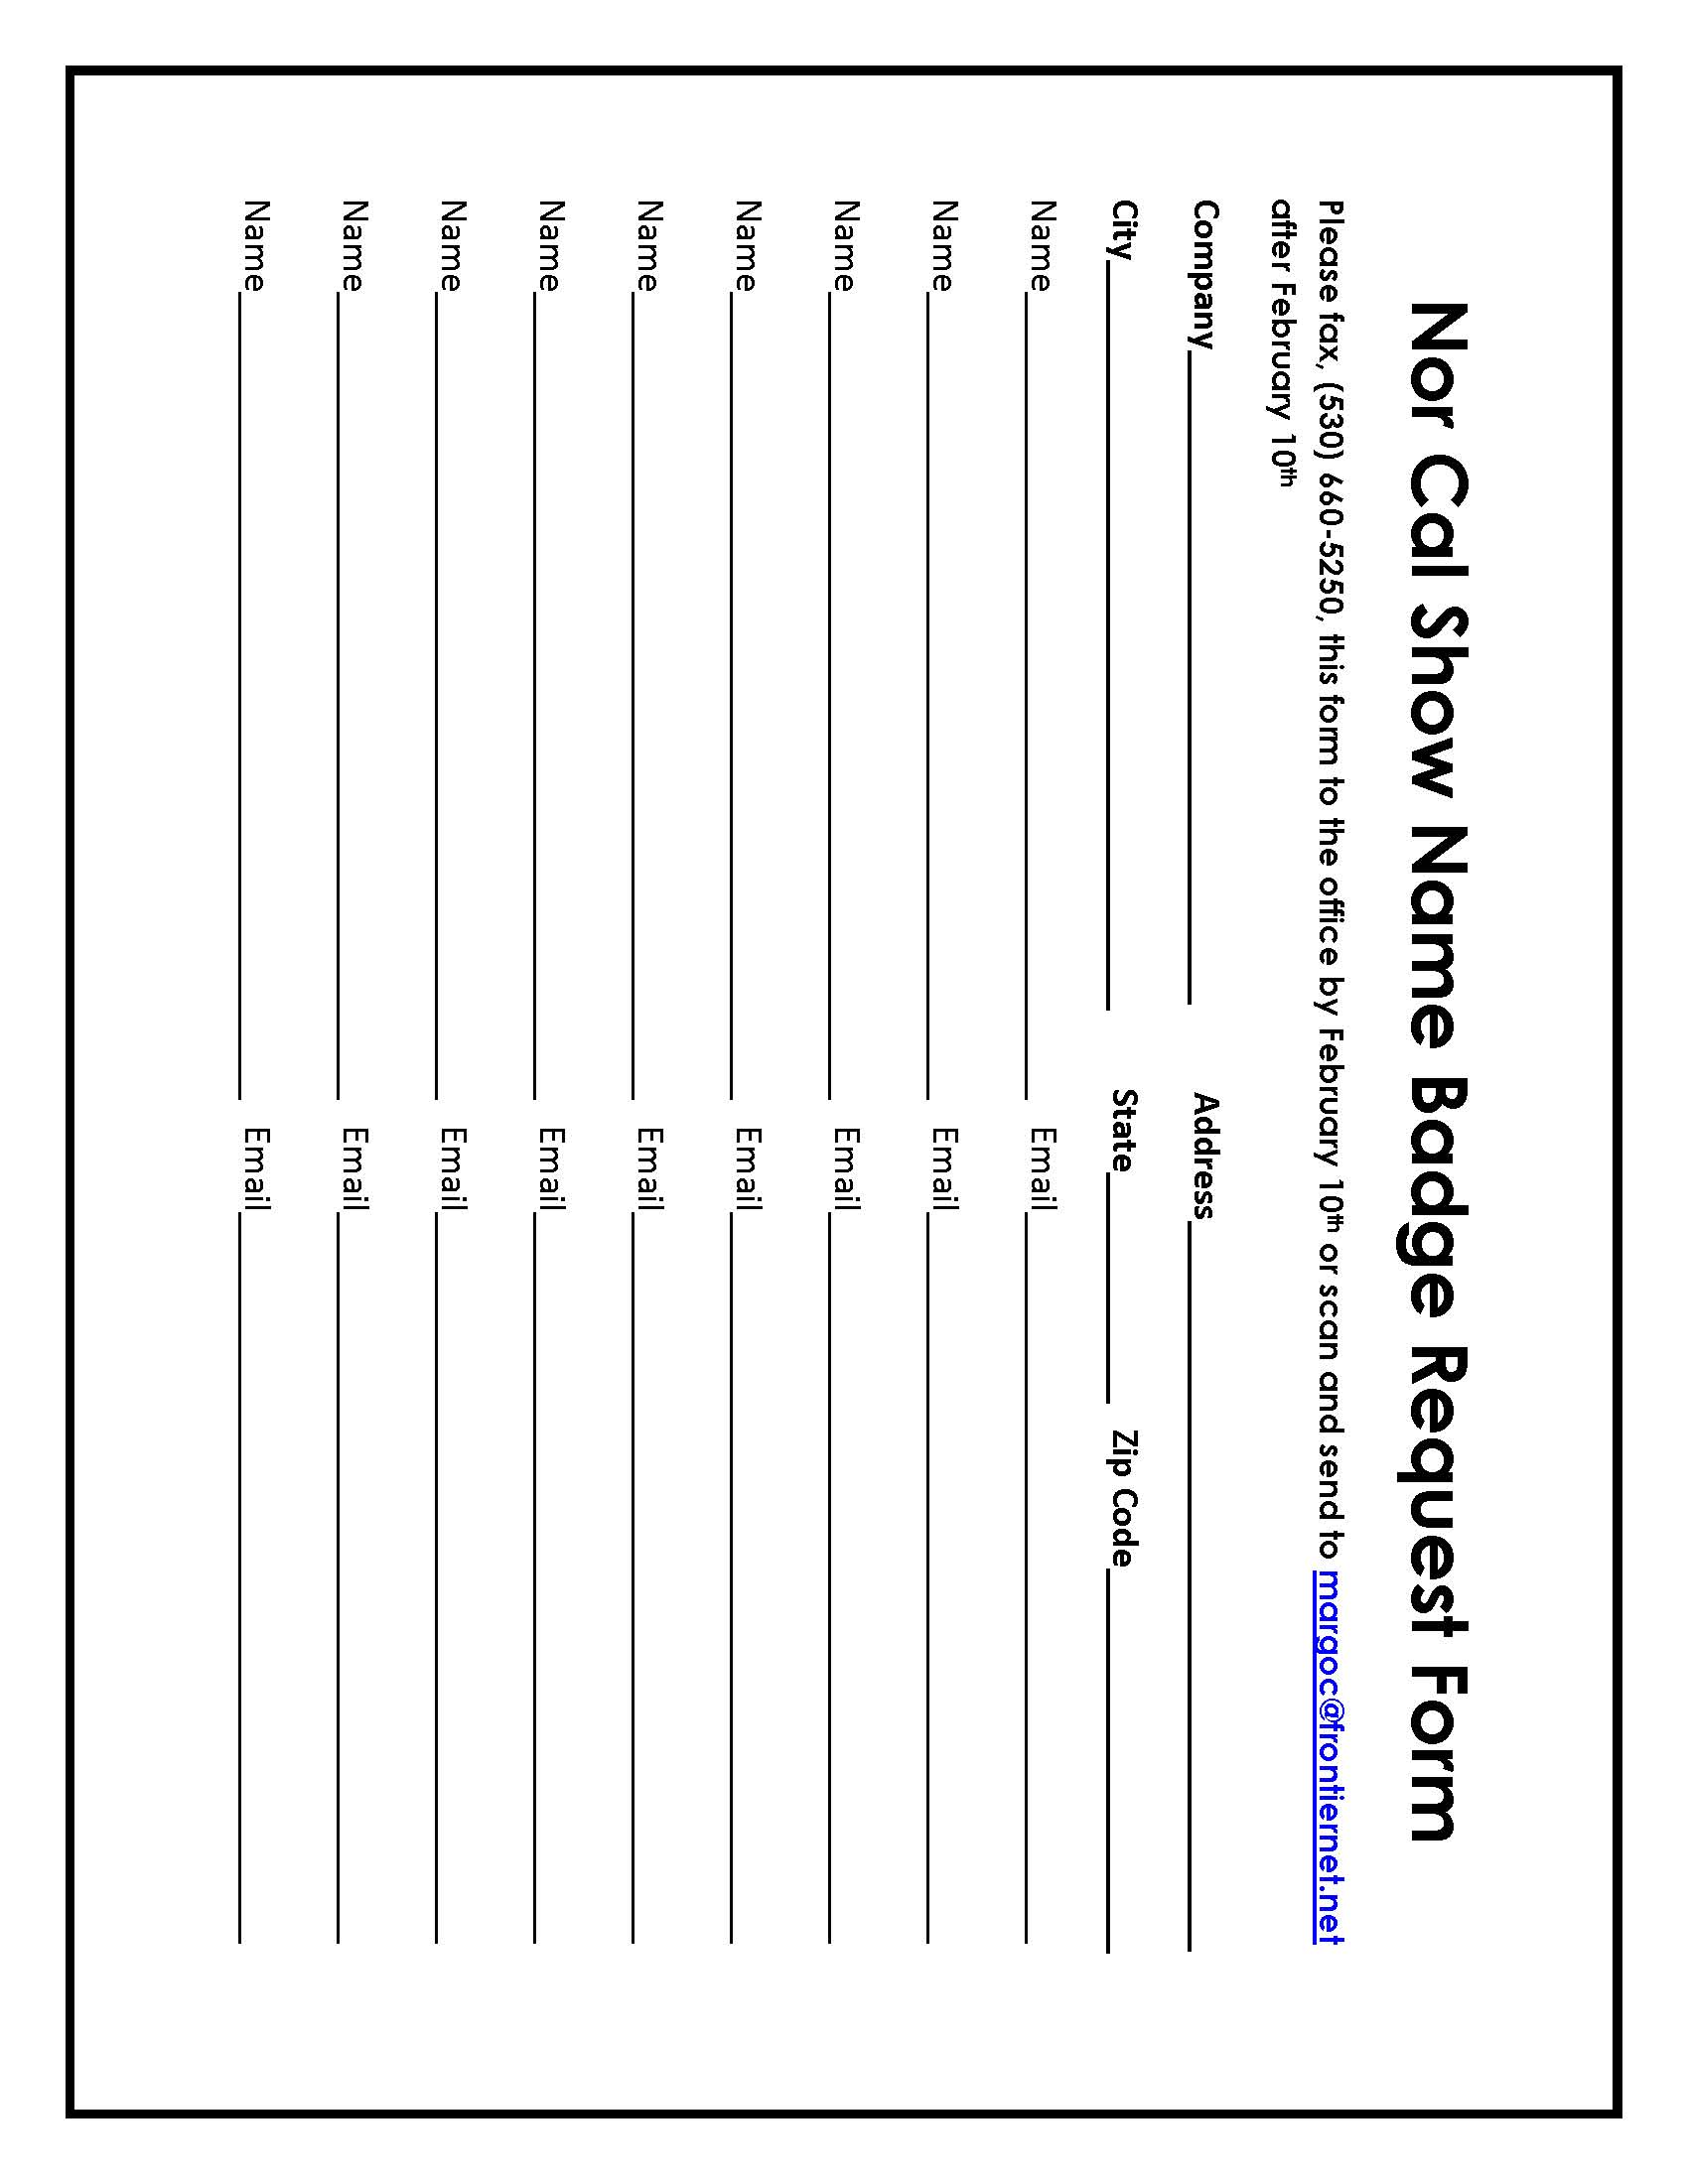 Nor Cal Show Name Badge Request Form
Please fax, (530) 660-5250, this form to the office by February 10th or scan and send to margoc@frontiernet.net
after February 10th
Company Address
City State Zip Code
Name Email
Name Email
Name Email
Name Email
Name Email
Name Email
Name Email
Name Email
Name Email